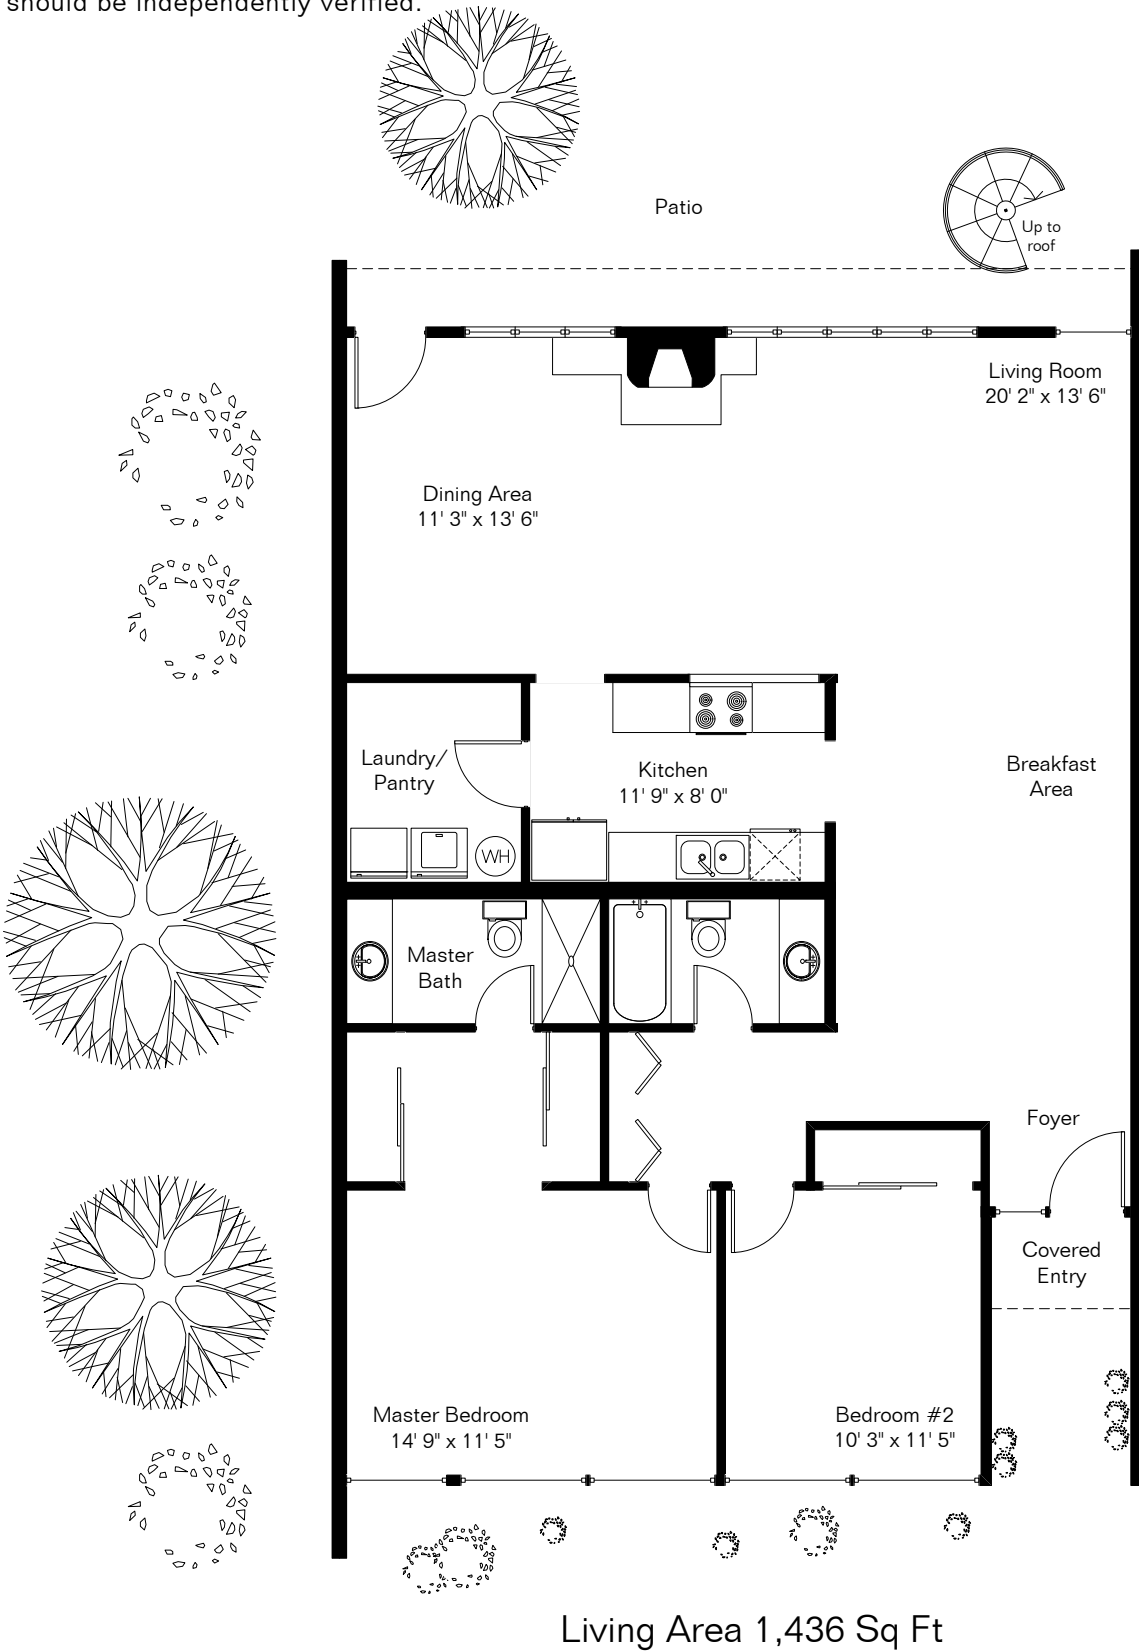 should be independently verified.
Patio
Up to
roof
Living Room
20' 2" x 13' 6"
Dining Area
11' 3" x 13' 6"
Laundry/
Pantry
Kitchen
11' 9" x 8' 0"
Breakfast
Area
WH
Master
Bath
Foyer
Covered
Entry
Master Bedroom
14' 9" x 11' 5"
Bedroom #2
10' 3" x 11' 5"
Living Area 1,436 Sq Ft